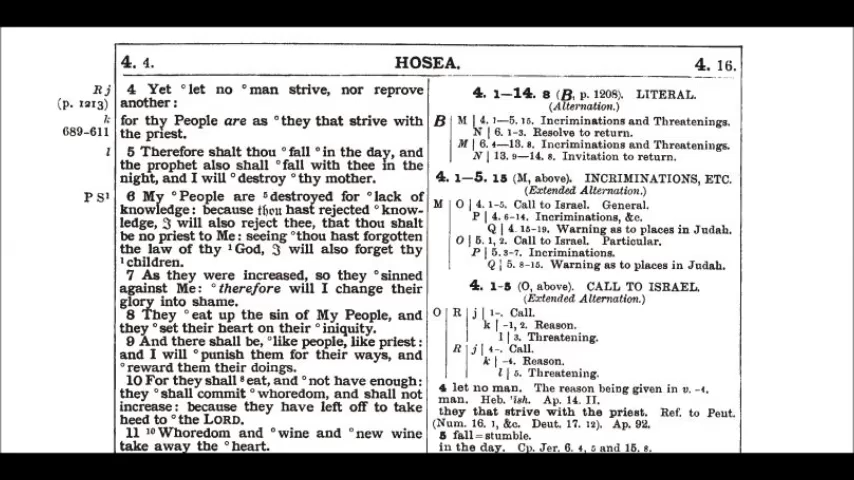 4. 4.
HOSEA.
4. 16.
R j
(p. 1213)
k
689-611
l
P S¹
4 Yet °let no °man strive, nor reprove
another:
for thy People are as °they that strive with
the priest.
5 Therefore shalt thou °fall °in the day, and
the prophet also shall °fall with thee in the
night, and I will °destroy °thy mother.
6 My °People are ⁵destroyed for °lack of
knowledge: because thou hast rejected °know-
ledge, I will also reject thee, that thou shalt
be no priest to Me: seeing °thou hast forgotten
the law of thy ¹God, I will also forget thy
¹children.
7 As they were increased, so they °sinned
against Me: °therefore will I change their
glory into shame.
8 They °eat up the sin of My People, and
they °set their heart on their °iniquity.
9 And there shall be, °like people, like priest:
and I will °punish them for their ways, and
°reward them their doings.
10 For they shall ⁸eat, and °not have enough:
they °shall commit °whoredom, and shall not
increase: because they have left off to take
heed to °the LORD.
11 ¹⁰Whoredom and °wine and °new wine
take away the °heart.
4. 1—14. 8 (B, p. 1208). LITERAL.
(Alternation.)
B | M | 4. 1—5. 15. Incriminations and Threatenings.
N | 6. 1-3. Resolve to return.
M | 6. 4—13. 8. Incriminations and Threatenings.
N | 13. 9—14. 8. Invitation to return.
4. 1—5. 15 (M, above). INCRIMINATIONS, ETC.
(Extended Alternation.)
M | O | 4. 1-5. Call to Israel. General.
P | 4. 6-14. Incriminations, &c.
Q | 4. 15-19. Warning as to places in Judah.
O | 5. 1, 2. Call to Israel. Particular.
P | 5. 3-7. Incriminations.
Q | 5. 8-15. Warning as to places in Judah.
4. 1-5 (O, above). CALL TO ISRAEL.
(Extended Alternation.)
O | R | j | 1-. Call.
k | -1, 2. Reason.
l | 3. Threatening.
R | j | 4-. Call.
k | -4. Reason.
l | 5. Threatening.
4 let no man. The reason being given in v. -4.
man. Heb. 'ish. Ap. 14. II.
they that strive with the priest. Ref. to Peut.
(Num. 16. 1, &c. Deut. 17. 12). Ap. 92.
5 fall = stumble.
in the day. Cp. Jer. 6. 4, 5 and 15. 8.